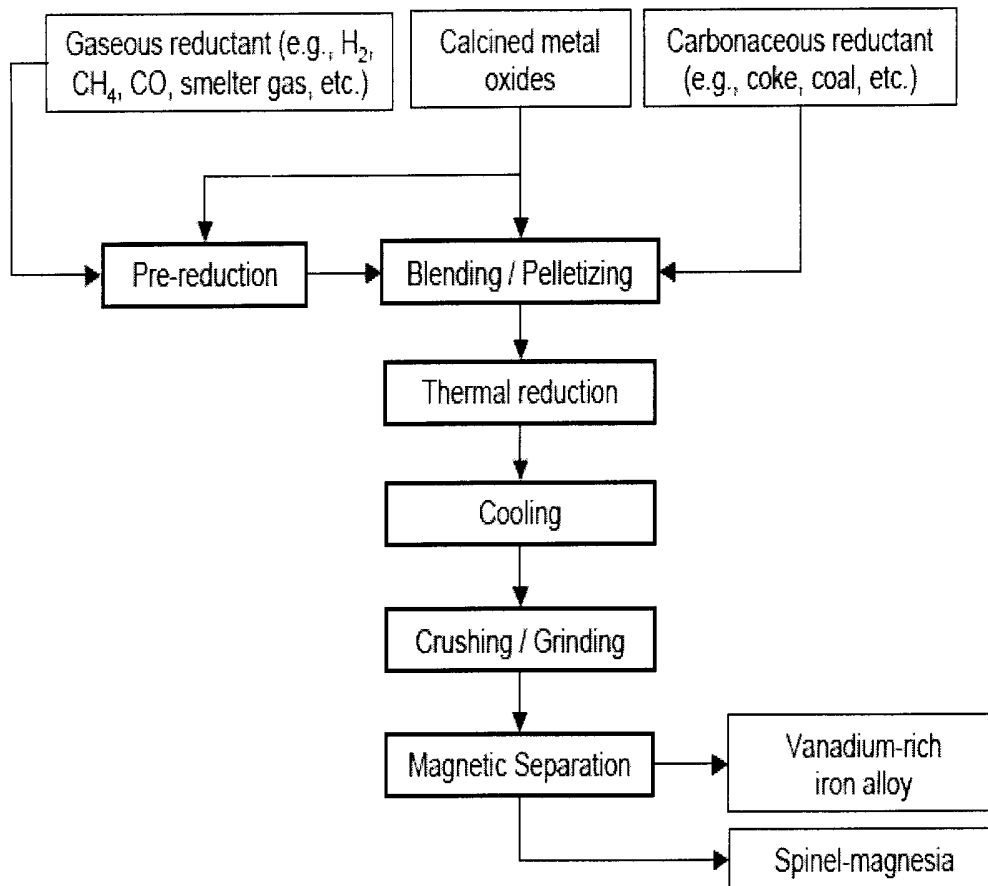 Gaseous reductant (e.g., H₂,
CH₄, CO, smelter gas, etc.)
Calcined metal
oxides
Carbonaceous reductant
(e.g., coke, coal, etc.)
Pre-reduction
Blending / Pelletizing
Thermal reduction
Cooling
Crushing / Grinding
Magnetic Separation
Vanadium-rich
iron alloy
Spinel-magnesia